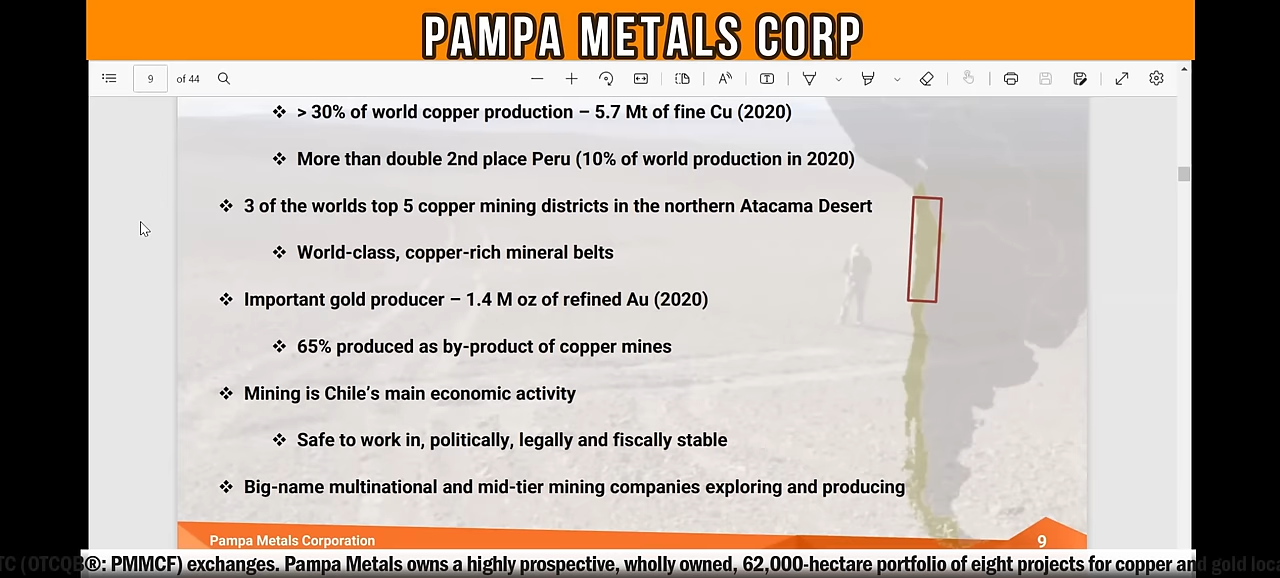 PAMPA METALS CORP
9 of 44
> 30% of world copper production – 5.7 Mt of fine Cu (2020)
More than double 2nd place Peru (10% of world production in 2020)
3 of the worlds top 5 copper mining districts in the northern Atacama Desert
World-class, copper-rich mineral belts
Important gold producer – 1.4 M oz of refined Au (2020)
65% produced as by-product of copper mines
Mining is Chile's main economic activity
Safe to work in, politically, legally and fiscally stable
Big-name multinational and mid-tier mining companies exploring and producing
Pampa Metals Corporation 9
TC (OTCQB®: PMMCF) exchanges. Pampa Metals owns a highly prospective, wholly owned, 62,000-hectare portfolio of eight projects for copper and gold loc